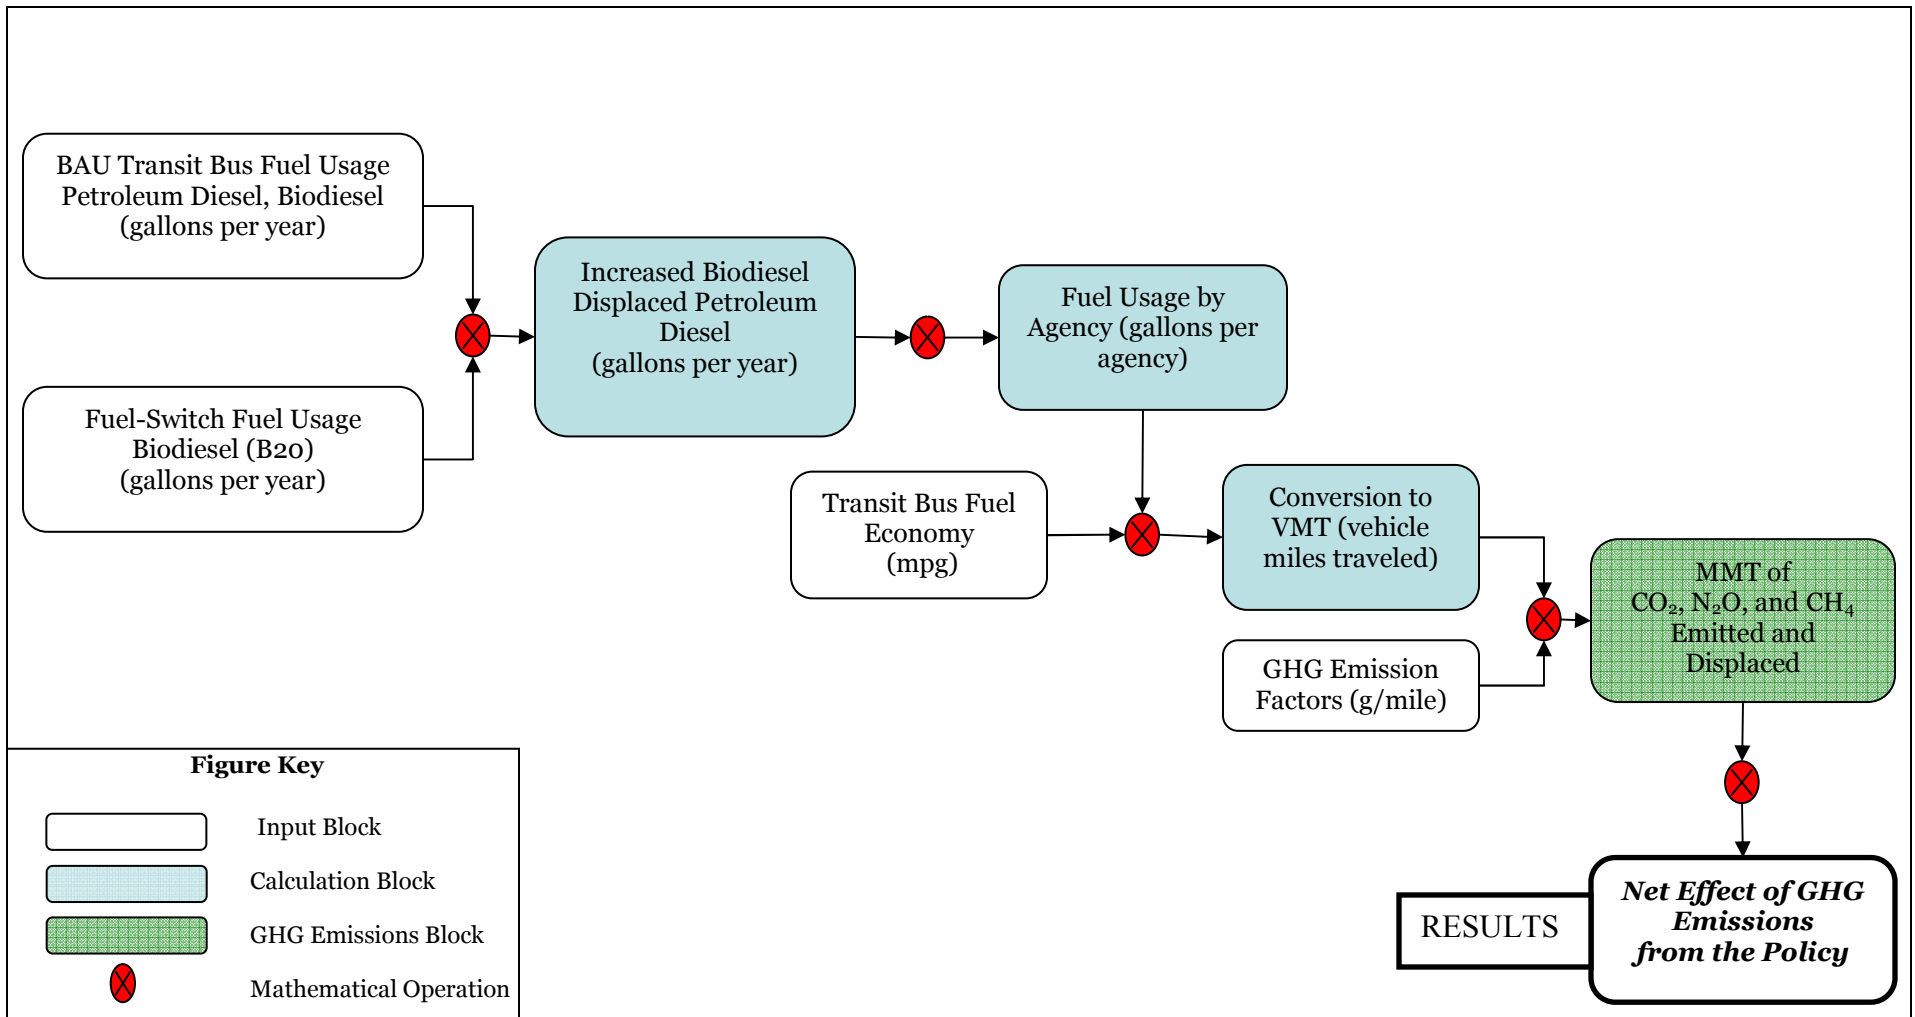 BAU Transit Bus Fuel Usage
Petroleum Diesel, Biodiesel
(gallons per year)
Fuel-Switch Fuel Usage
Biodiesel (B20)
(gallons per year)
Increased Biodiesel
Displaced Petroleum
Diesel
(gallons per year)
Fuel Usage by
Agency (gallons per
agency)
Transit Bus Fuel
Economy
(mpg)
Conversion to
VMT (vehicle
miles traveled)
GHG Emission
Factors (g/mile)
MMT of
CO₂, N₂O, and CH₄
Emitted and
Displaced
RESULTS
Net Effect of GHG
Emissions
from the Policy
Figure Key
Input Block
Calculation Block
GHG Emissions Block
Mathematical Operation